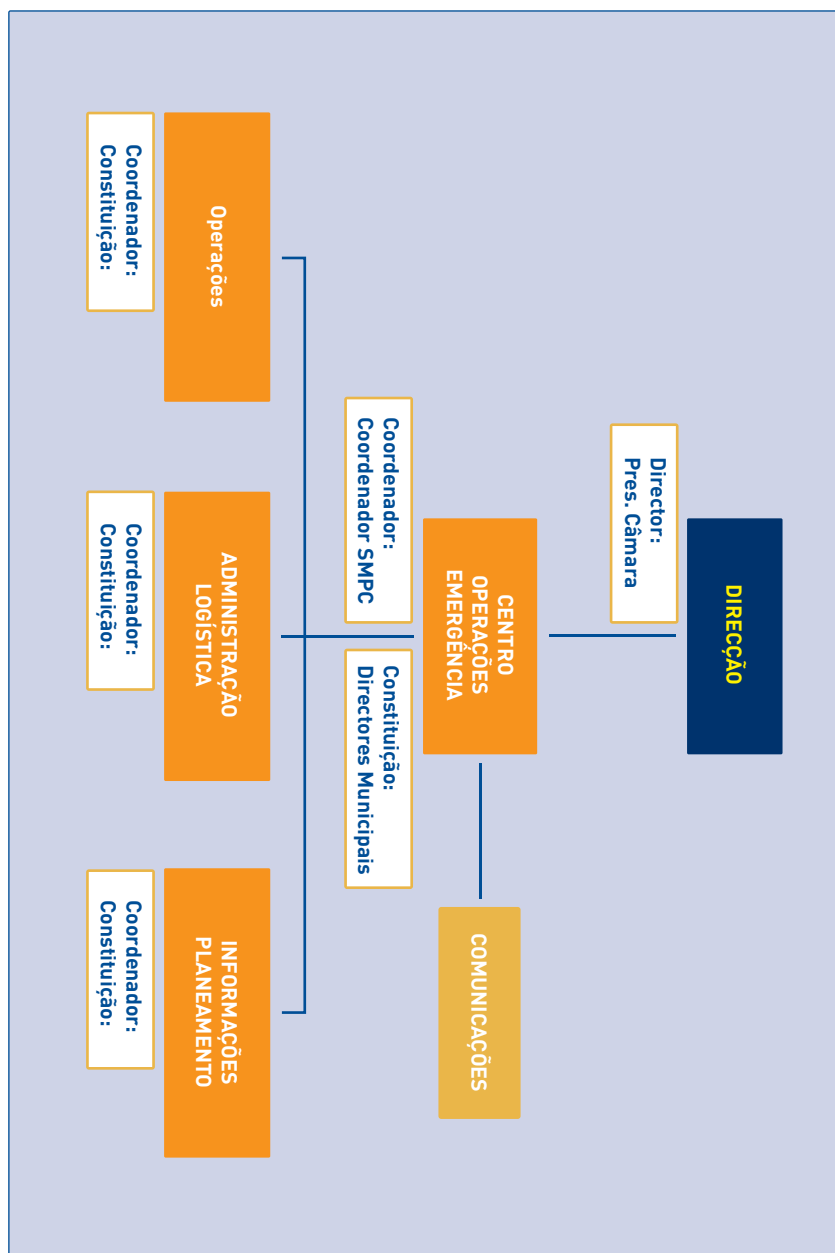 DIRECÇÃO
Director:
Pres. Câmara
CENTRO
OPERAÇÕES
EMERGÊNCIA
Coordenador:
Coordenador SMPC
Constituição:
Directores Municipais
COMUNICAÇÕES
Operações
Coordenador:
Constituição:
ADMINISTRAÇÃO
LOGÍSTICA
Coordenador:
Constituição:
INFORMAÇÕES
PLANEAMENTO
Coordenador:
Constituição: